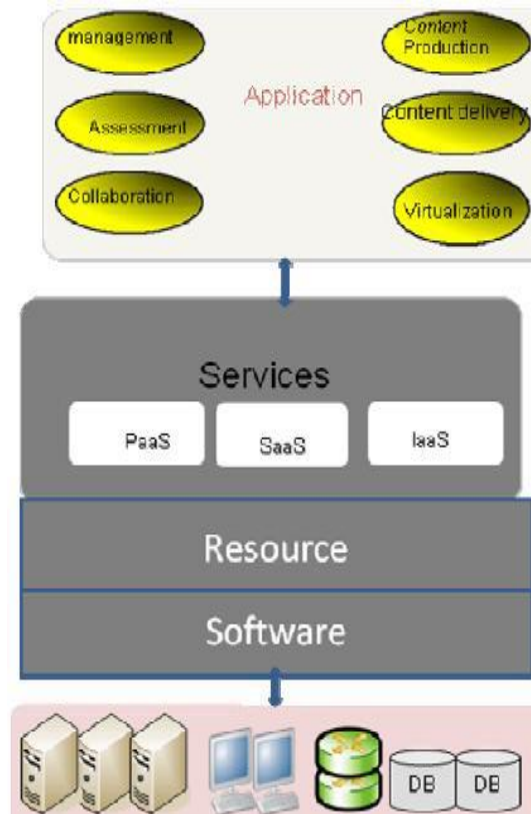 management
Content
Production
Application
Assessment
Content delivery
Collaboration
Virtualization
Services
PaaS
SaaS
IaaS
Resource
Software
DB
DB